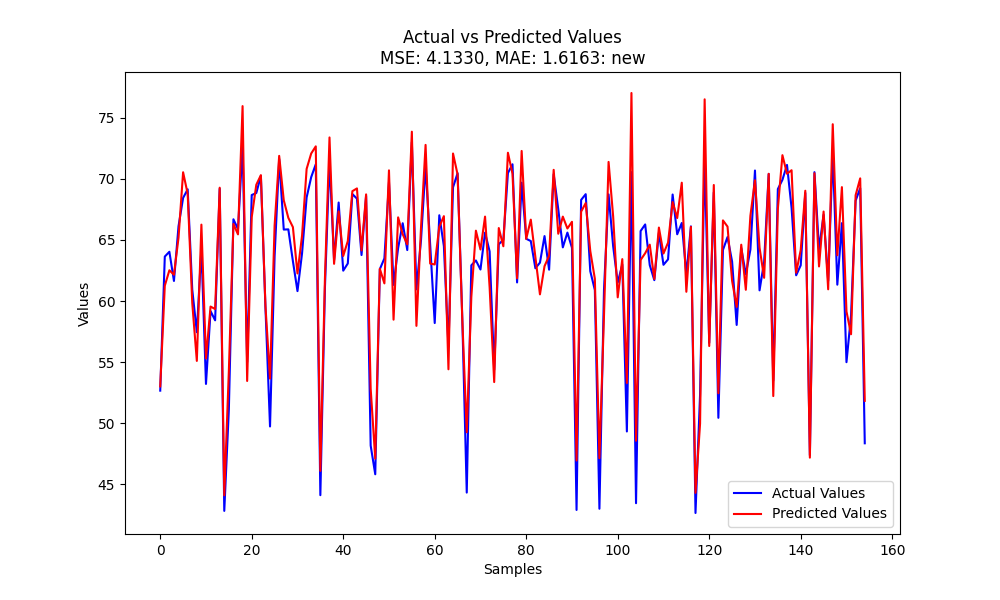 Actual vs Predicted Values
MSE: 4.1330, MAE: 1.6163: new
75
70
65
60
55
50
45
Values
0 20 40 60 80 100 120 140 160
Samples
Actual Values
Predicted Values